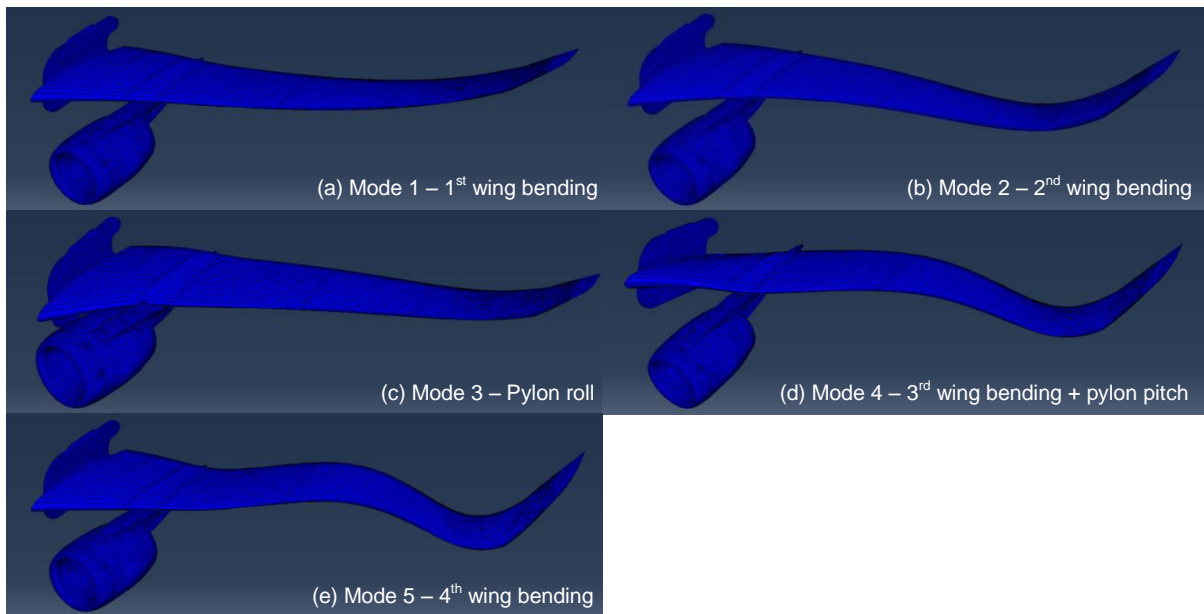 (a) Mode 1 – 1st wing bending
(b) Mode 2 – 2nd wing bending
(c) Mode 3 – Pylon roll
(d) Mode 4 – 3rd wing bending + pylon pitch
(e) Mode 5 – 4th wing bending